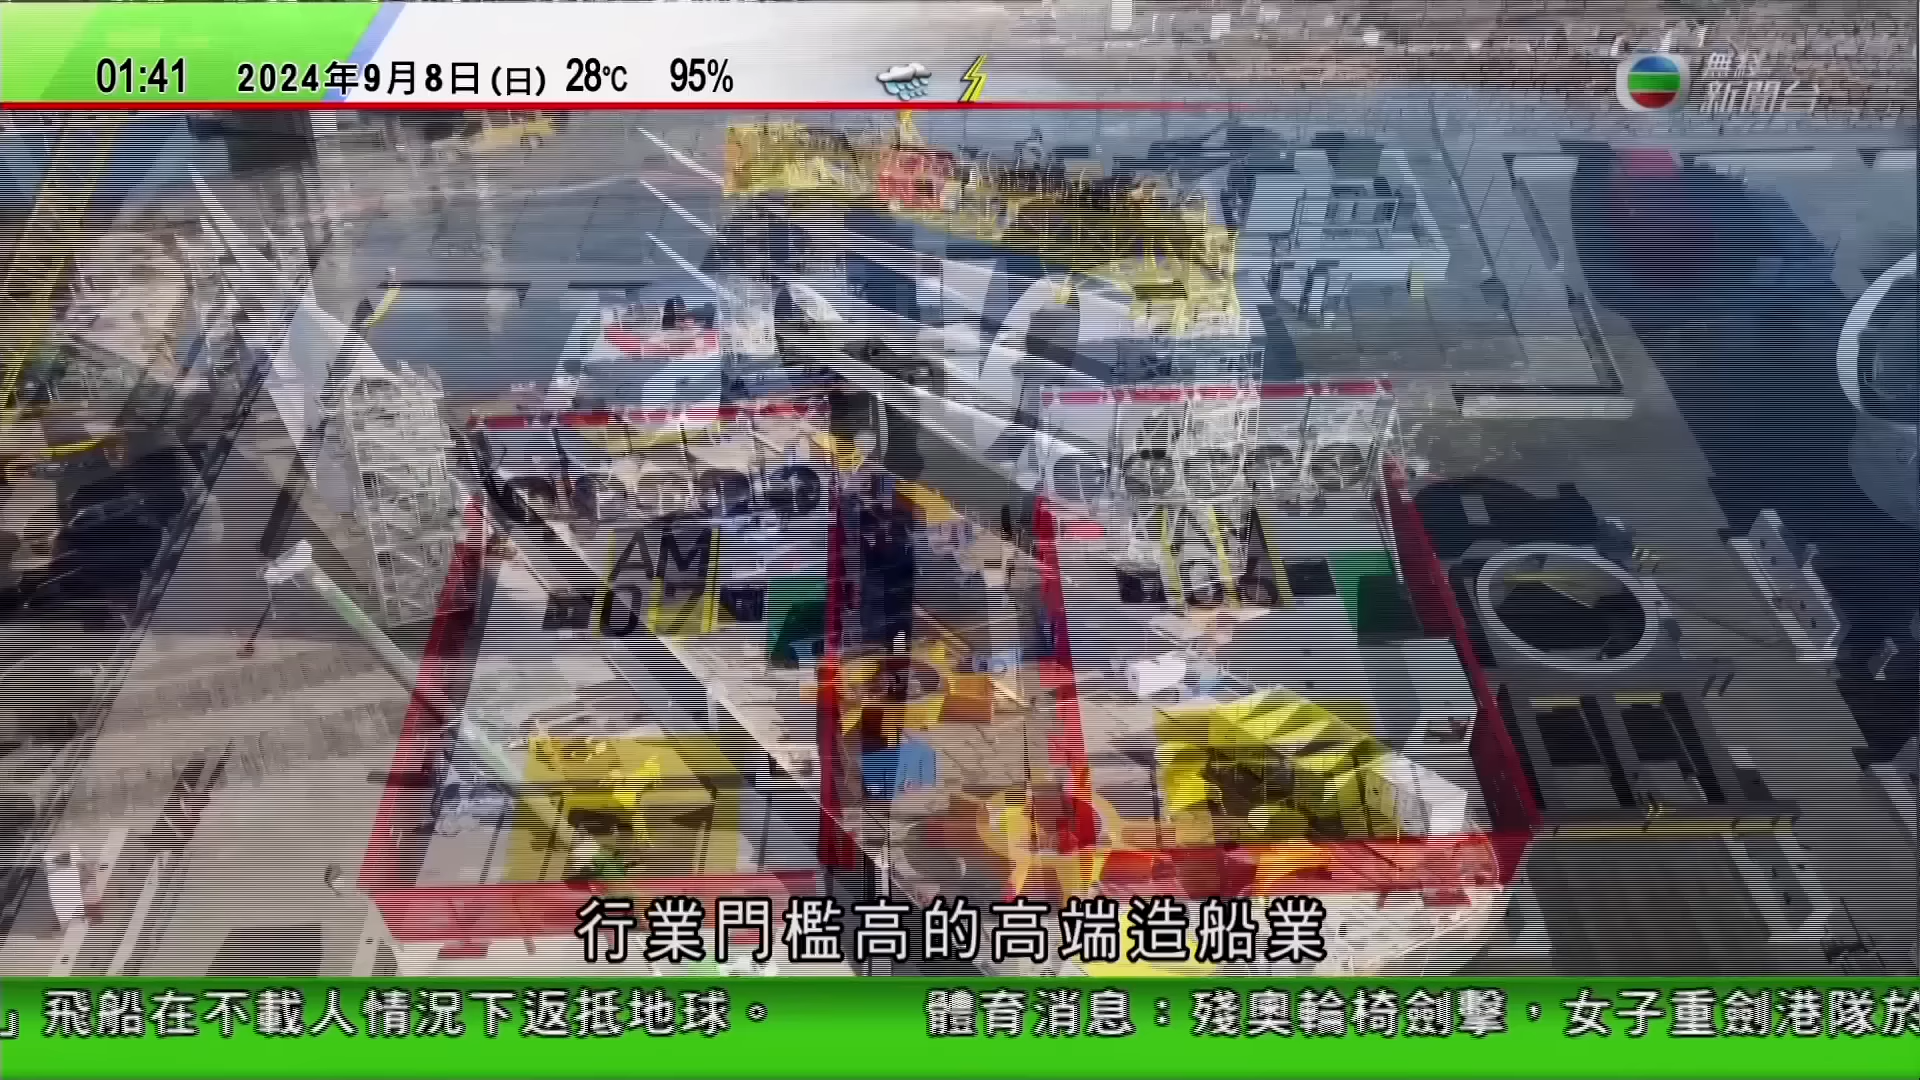 01:41 2024年9月8日(日) 28℃ 95%
無綫
新聞台
AM
行業門檻高的高端造船業
」飛船在不載人情況下返抵地球。 體育消息：殘奧輪椅劍擊，女子重劍港隊於